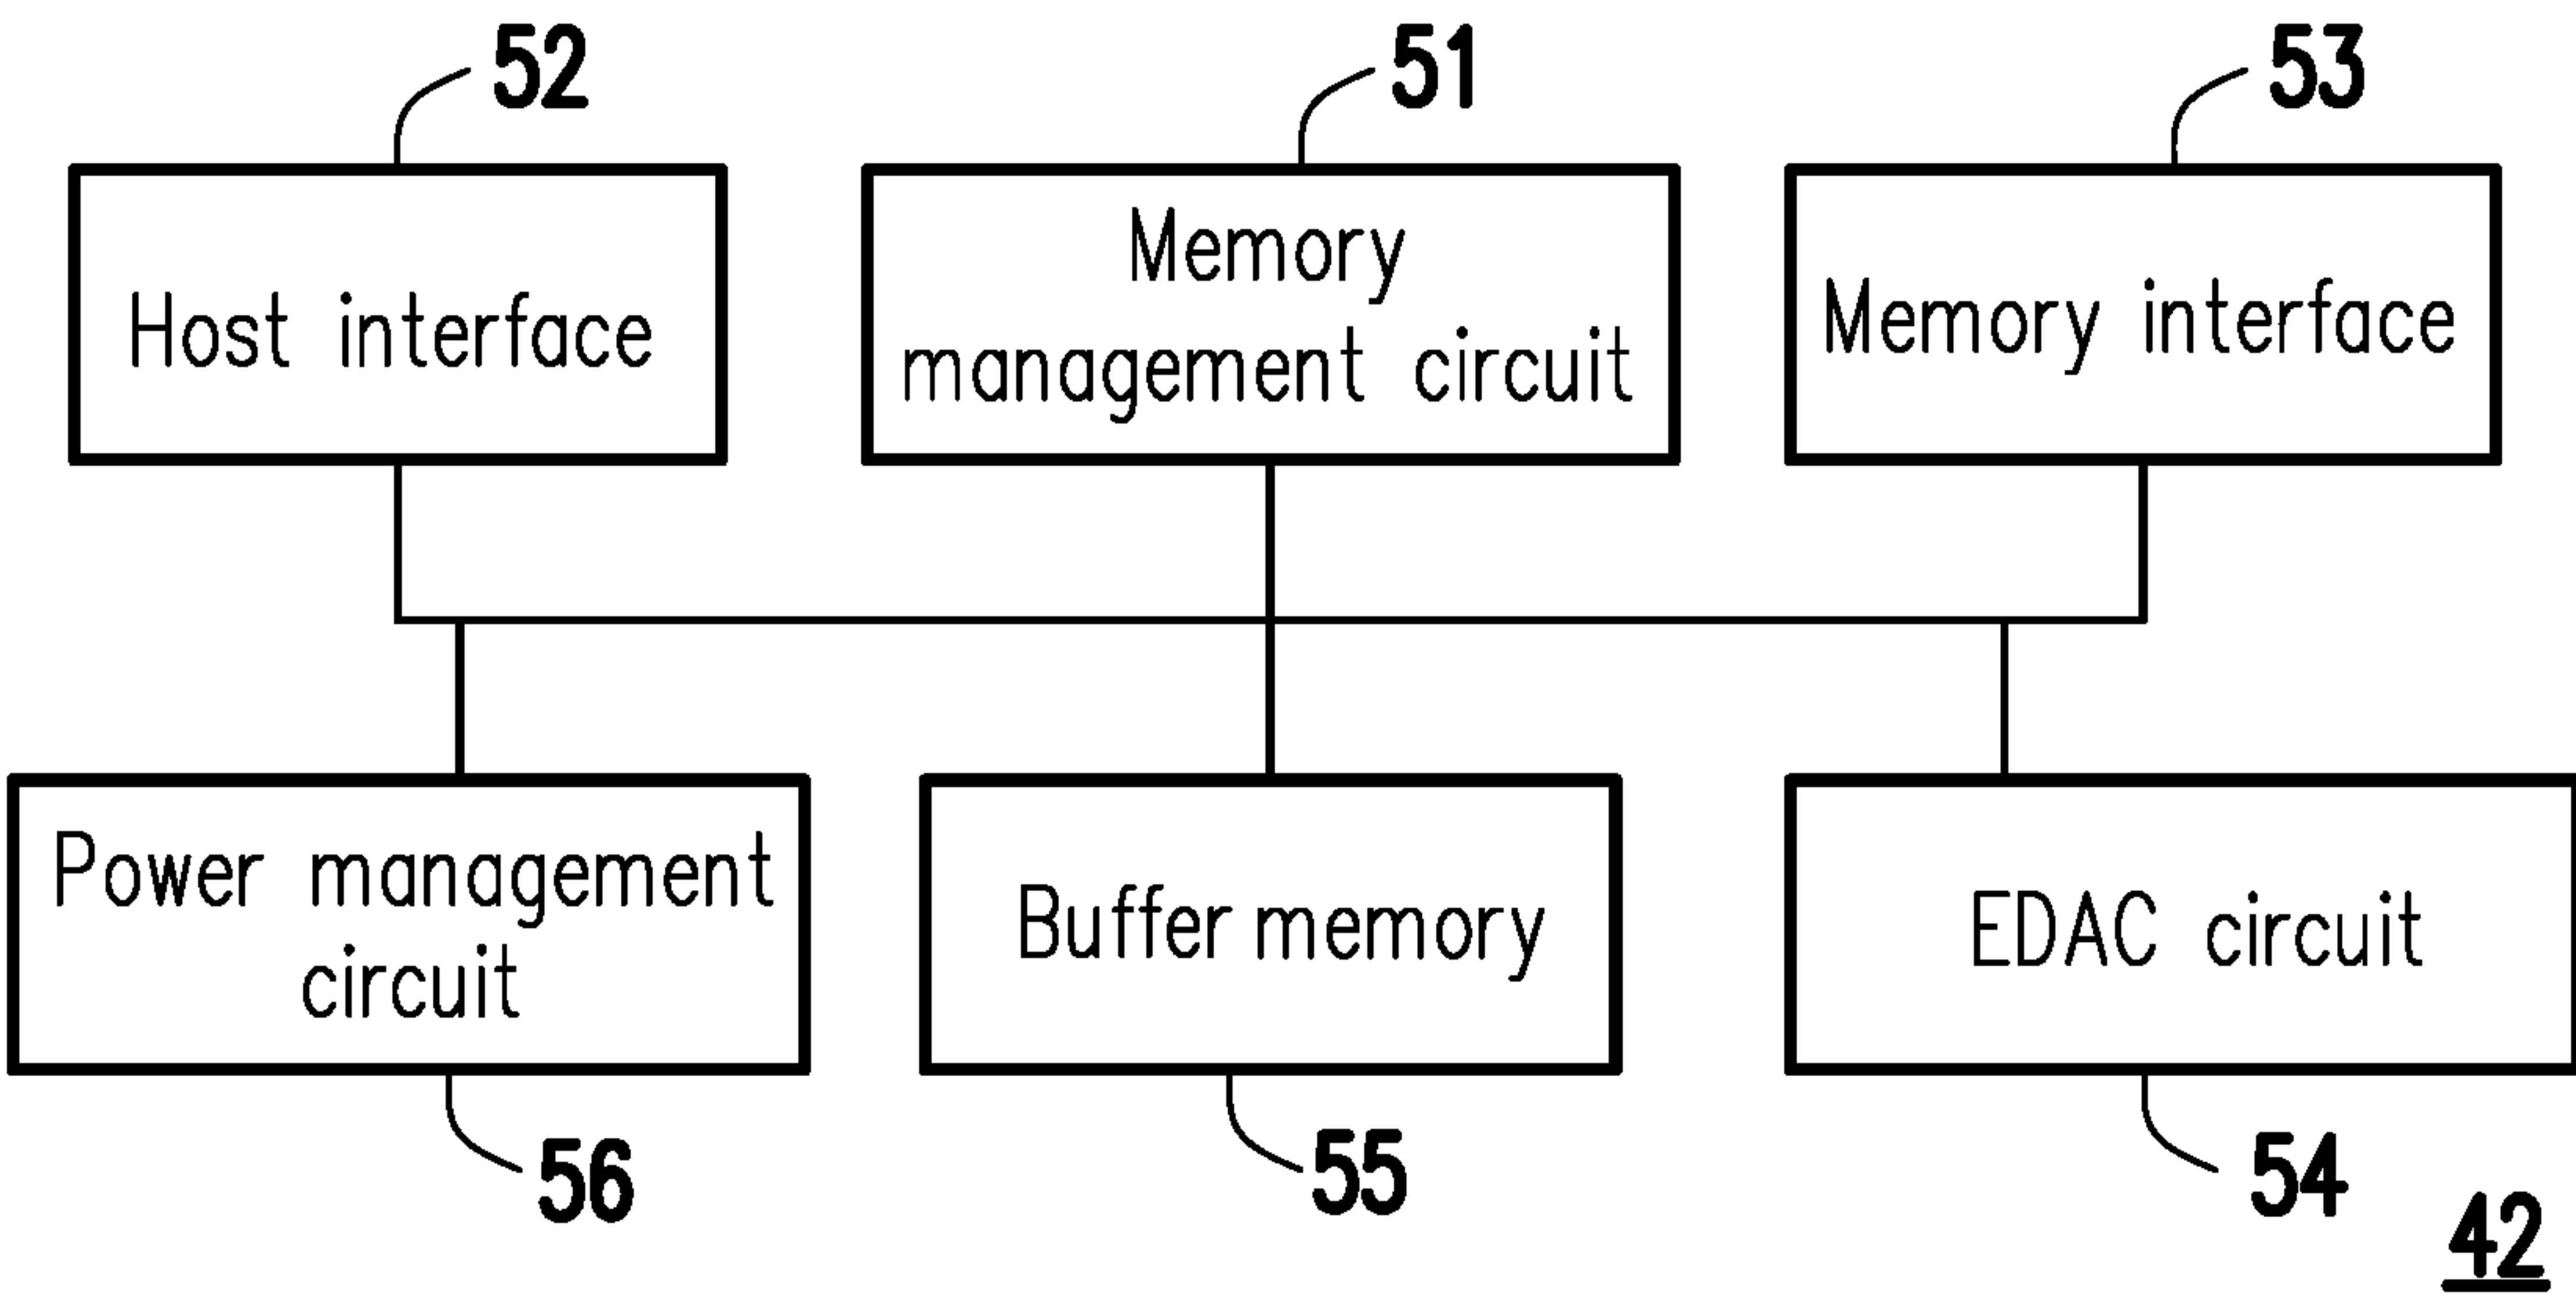 52
51
53
Host interface
Memory
management circuit
Memory interface
Power management
circuit
Buffer memory
EDAC circuit
56
55
54
42